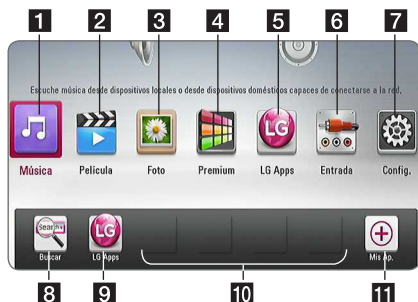 1 2 3 4 5 6 7
Escuche música desde dispositivos locales o desde dispositivos domésticos capaces de conectarse a la red.
LG
Música Película Foto Premium LG Apps Entrada Config.
Search LG
Buscar LG Apps Mis Ap.
8 9 10 11